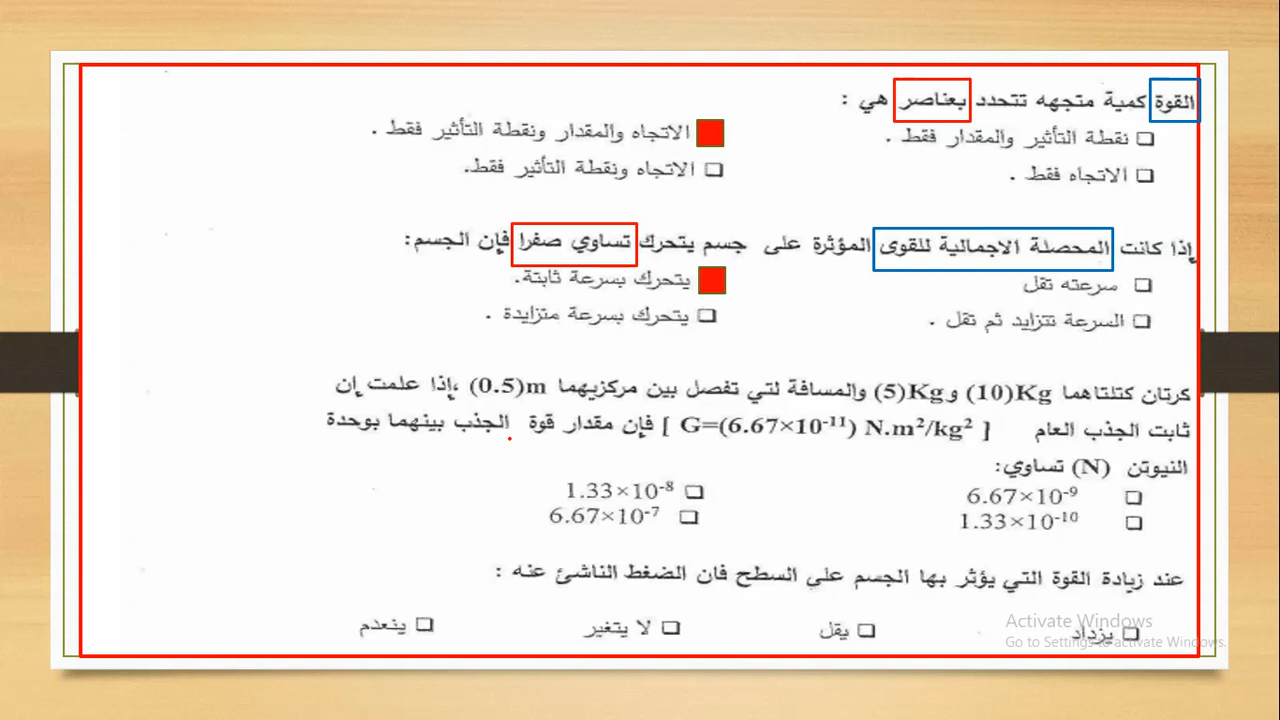 القوة كمية متجهه تتحدد بعناصر هي :
❑ نقطة التأثير والمقدار فقط .
الاتجاه والمقدار ونقطة التأثير فقط .
❑ الاتجاه فقط .
❑ الاتجاه ونقطة التأثير فقط.
إذا كانت المحصلة الاجمالية للقوى المؤثرة على جسم يتحرك تساوي صفرا فإن الجسم:
❑ سرعته تقل
يتحرك بسرعة ثابتة.
❑ السرعة تتزايد ثم تقل .
❑ يتحرك بسرعة متزايدة .
كرتان كتلتاهما (10)Kg و (5)Kg والمسافة لتي تفصل بين مركزيهما (0.5)m ،إذا علمت إن
ثابت الجذب العام [ G=(6.67×10⁻¹¹) N.m²/kg² ] فإن مقدار قوة الجذب بينهما بوحدة
النيوتن (N) تساوي:
❑ 6.67×10⁻⁹
❑ 1.33×10⁻⁸
❑ 1.33×10⁻¹⁰
❑ 6.67×10⁻⁷
عند زيادة القوة التي يؤثر بها الجسم علي السطح فان الضغط الناشئ عنه :
❑ يزداد ❑ يقل ❑ لا يتغير ❑ ينعدم
Activate Windows
Go to Settings to activate Windows.